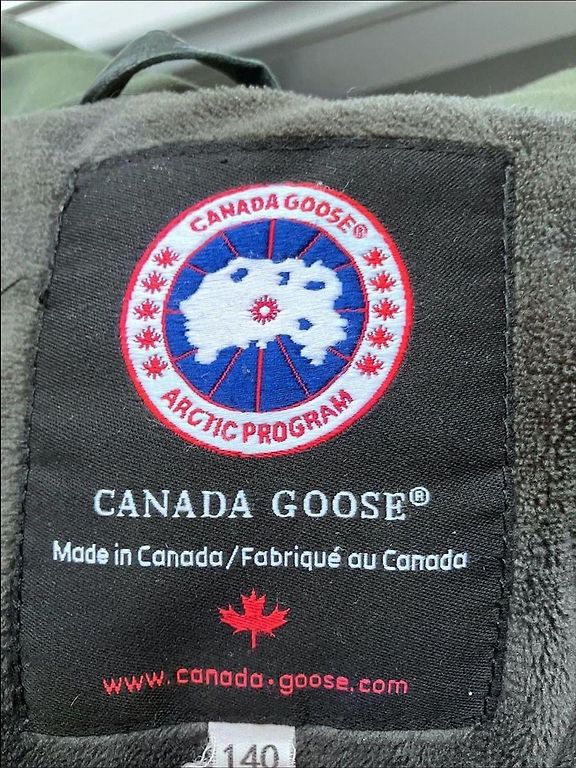 CANADA GOOSE®
ARCTIC PROGRAM
CANADA GOOSE®
Made in Canada/Fabriqué au Canada
www.canada-goose.com
140